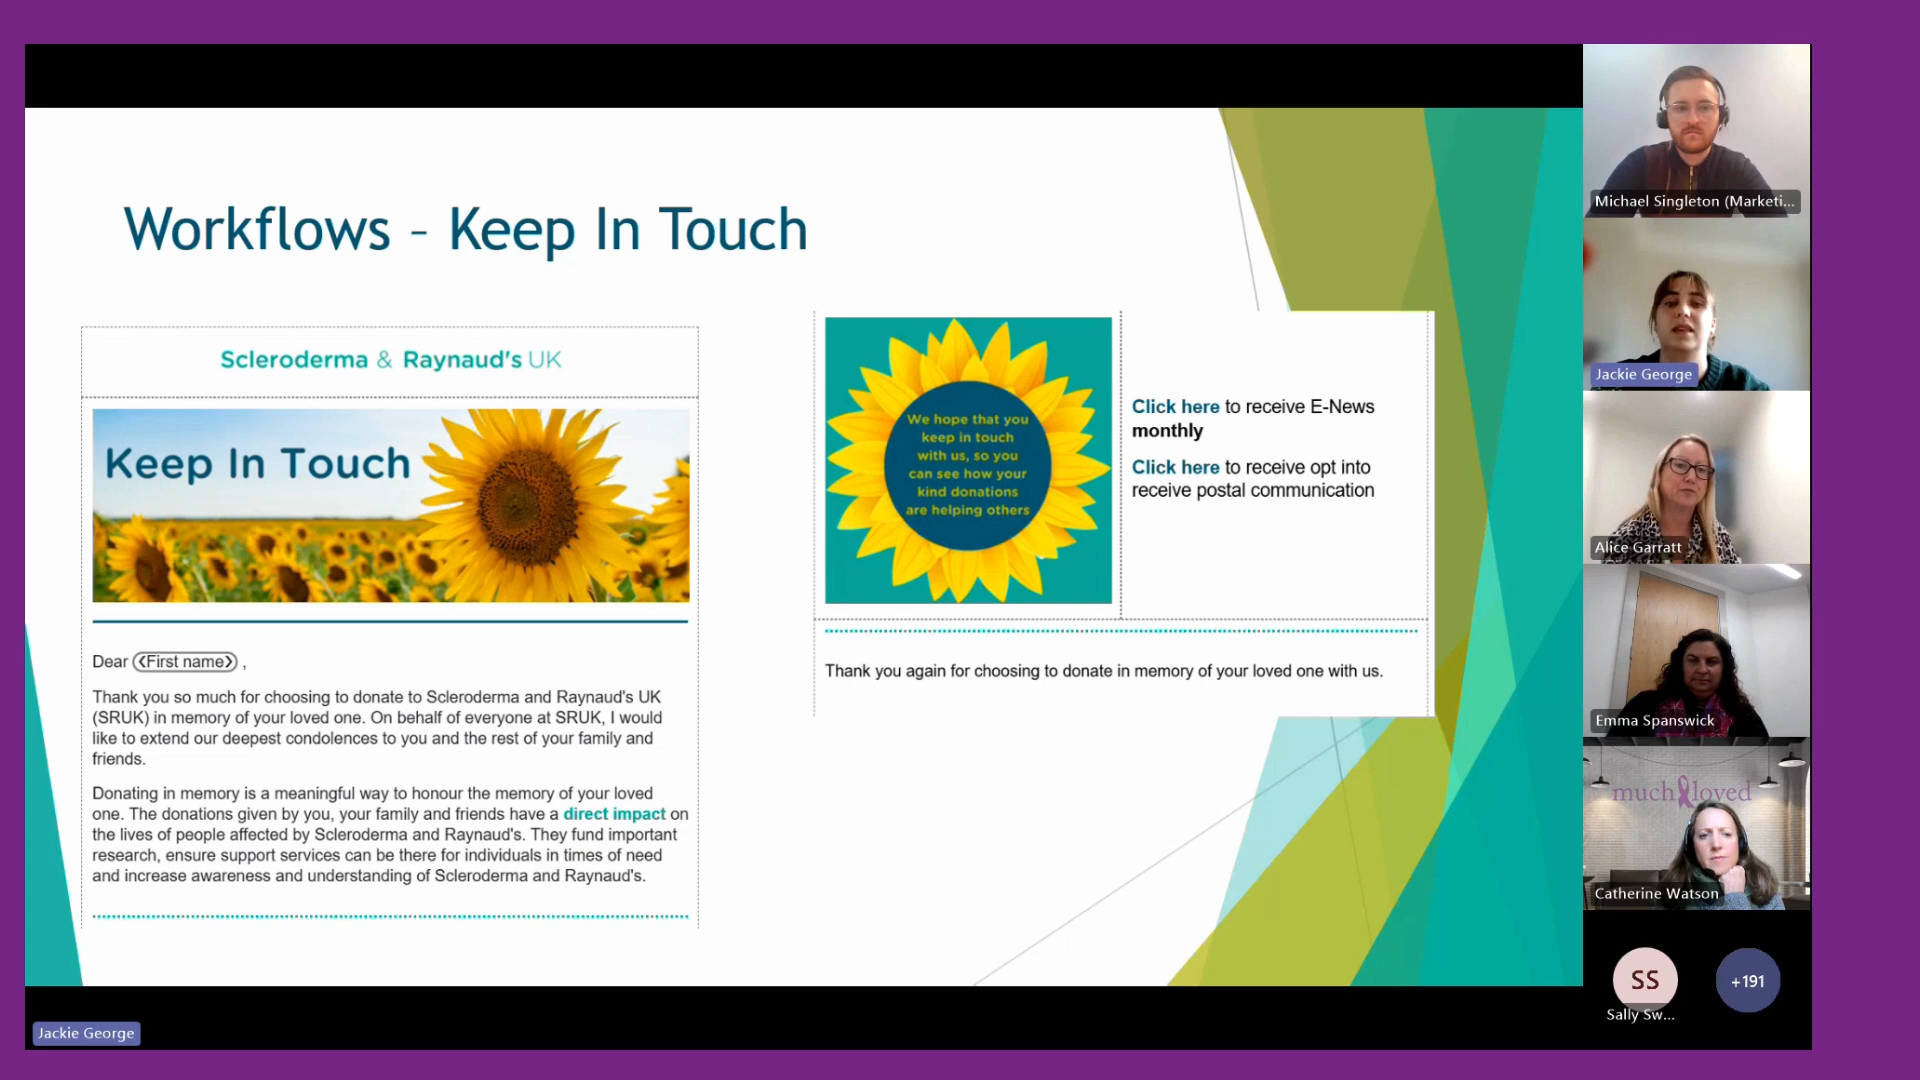 Workflows – Keep In Touch
Scleroderma & Raynaud's UK
Keep In Touch
Dear <First name> ,
Thank you so much for choosing to donate to Scleroderma and Raynaud's UK
(SRUK) in memory of your loved one. On behalf of everyone at SRUK, I would
like to extend our deepest condolences to you and the rest of your family and
friends.
Donating in memory is a meaningful way to honour the memory of your loved
one. The donations given by you, your family and friends have a direct impact on
the lives of people affected by Scleroderma and Raynaud's. They fund important
research, ensure support services can be there for individuals in times of need
and increase awareness and understanding of Scleroderma and Raynaud's.
We hope that you
keep in touch
with us, so you
can see how your
kind donations
are helping others
Click here to receive E-News
monthly
Click here to receive opt into
receive postal communication
Thank you again for choosing to donate in memory of your loved one with us.
Michael Singleton (Marketi...
Jackie George
Alice Garratt
Emma Spanswick
much loved
Catherine Watson
SS
+191
Sally Sw...
Jackie George